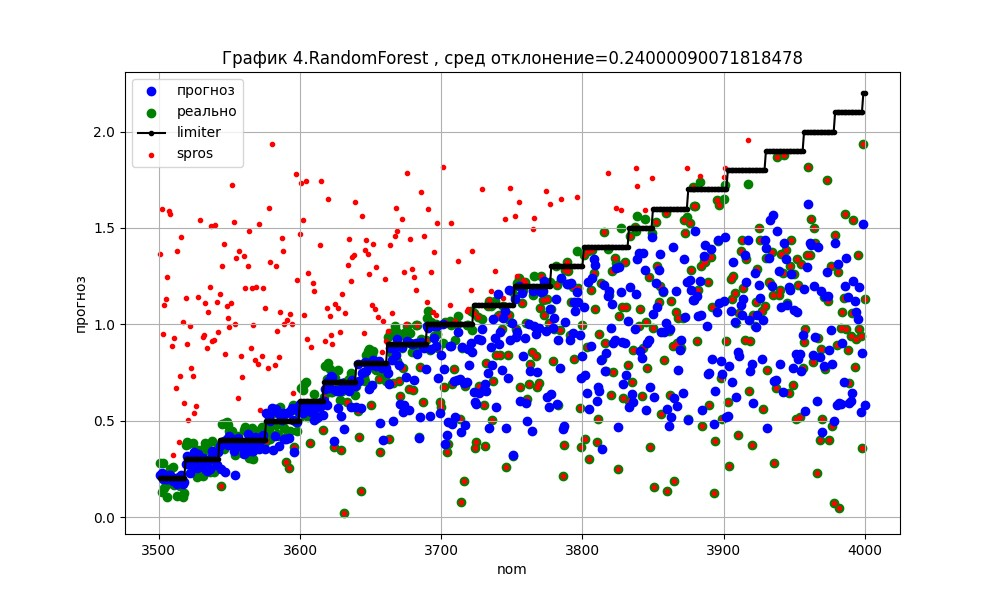 График 4.RandomForest , сред отклонение=0.24000090071818478
прогноз
реально
limiter
spros
прогноз
2.0
1.5
1.0
0.5
0.0
3500 3600 3700 3800 3900 4000
nom